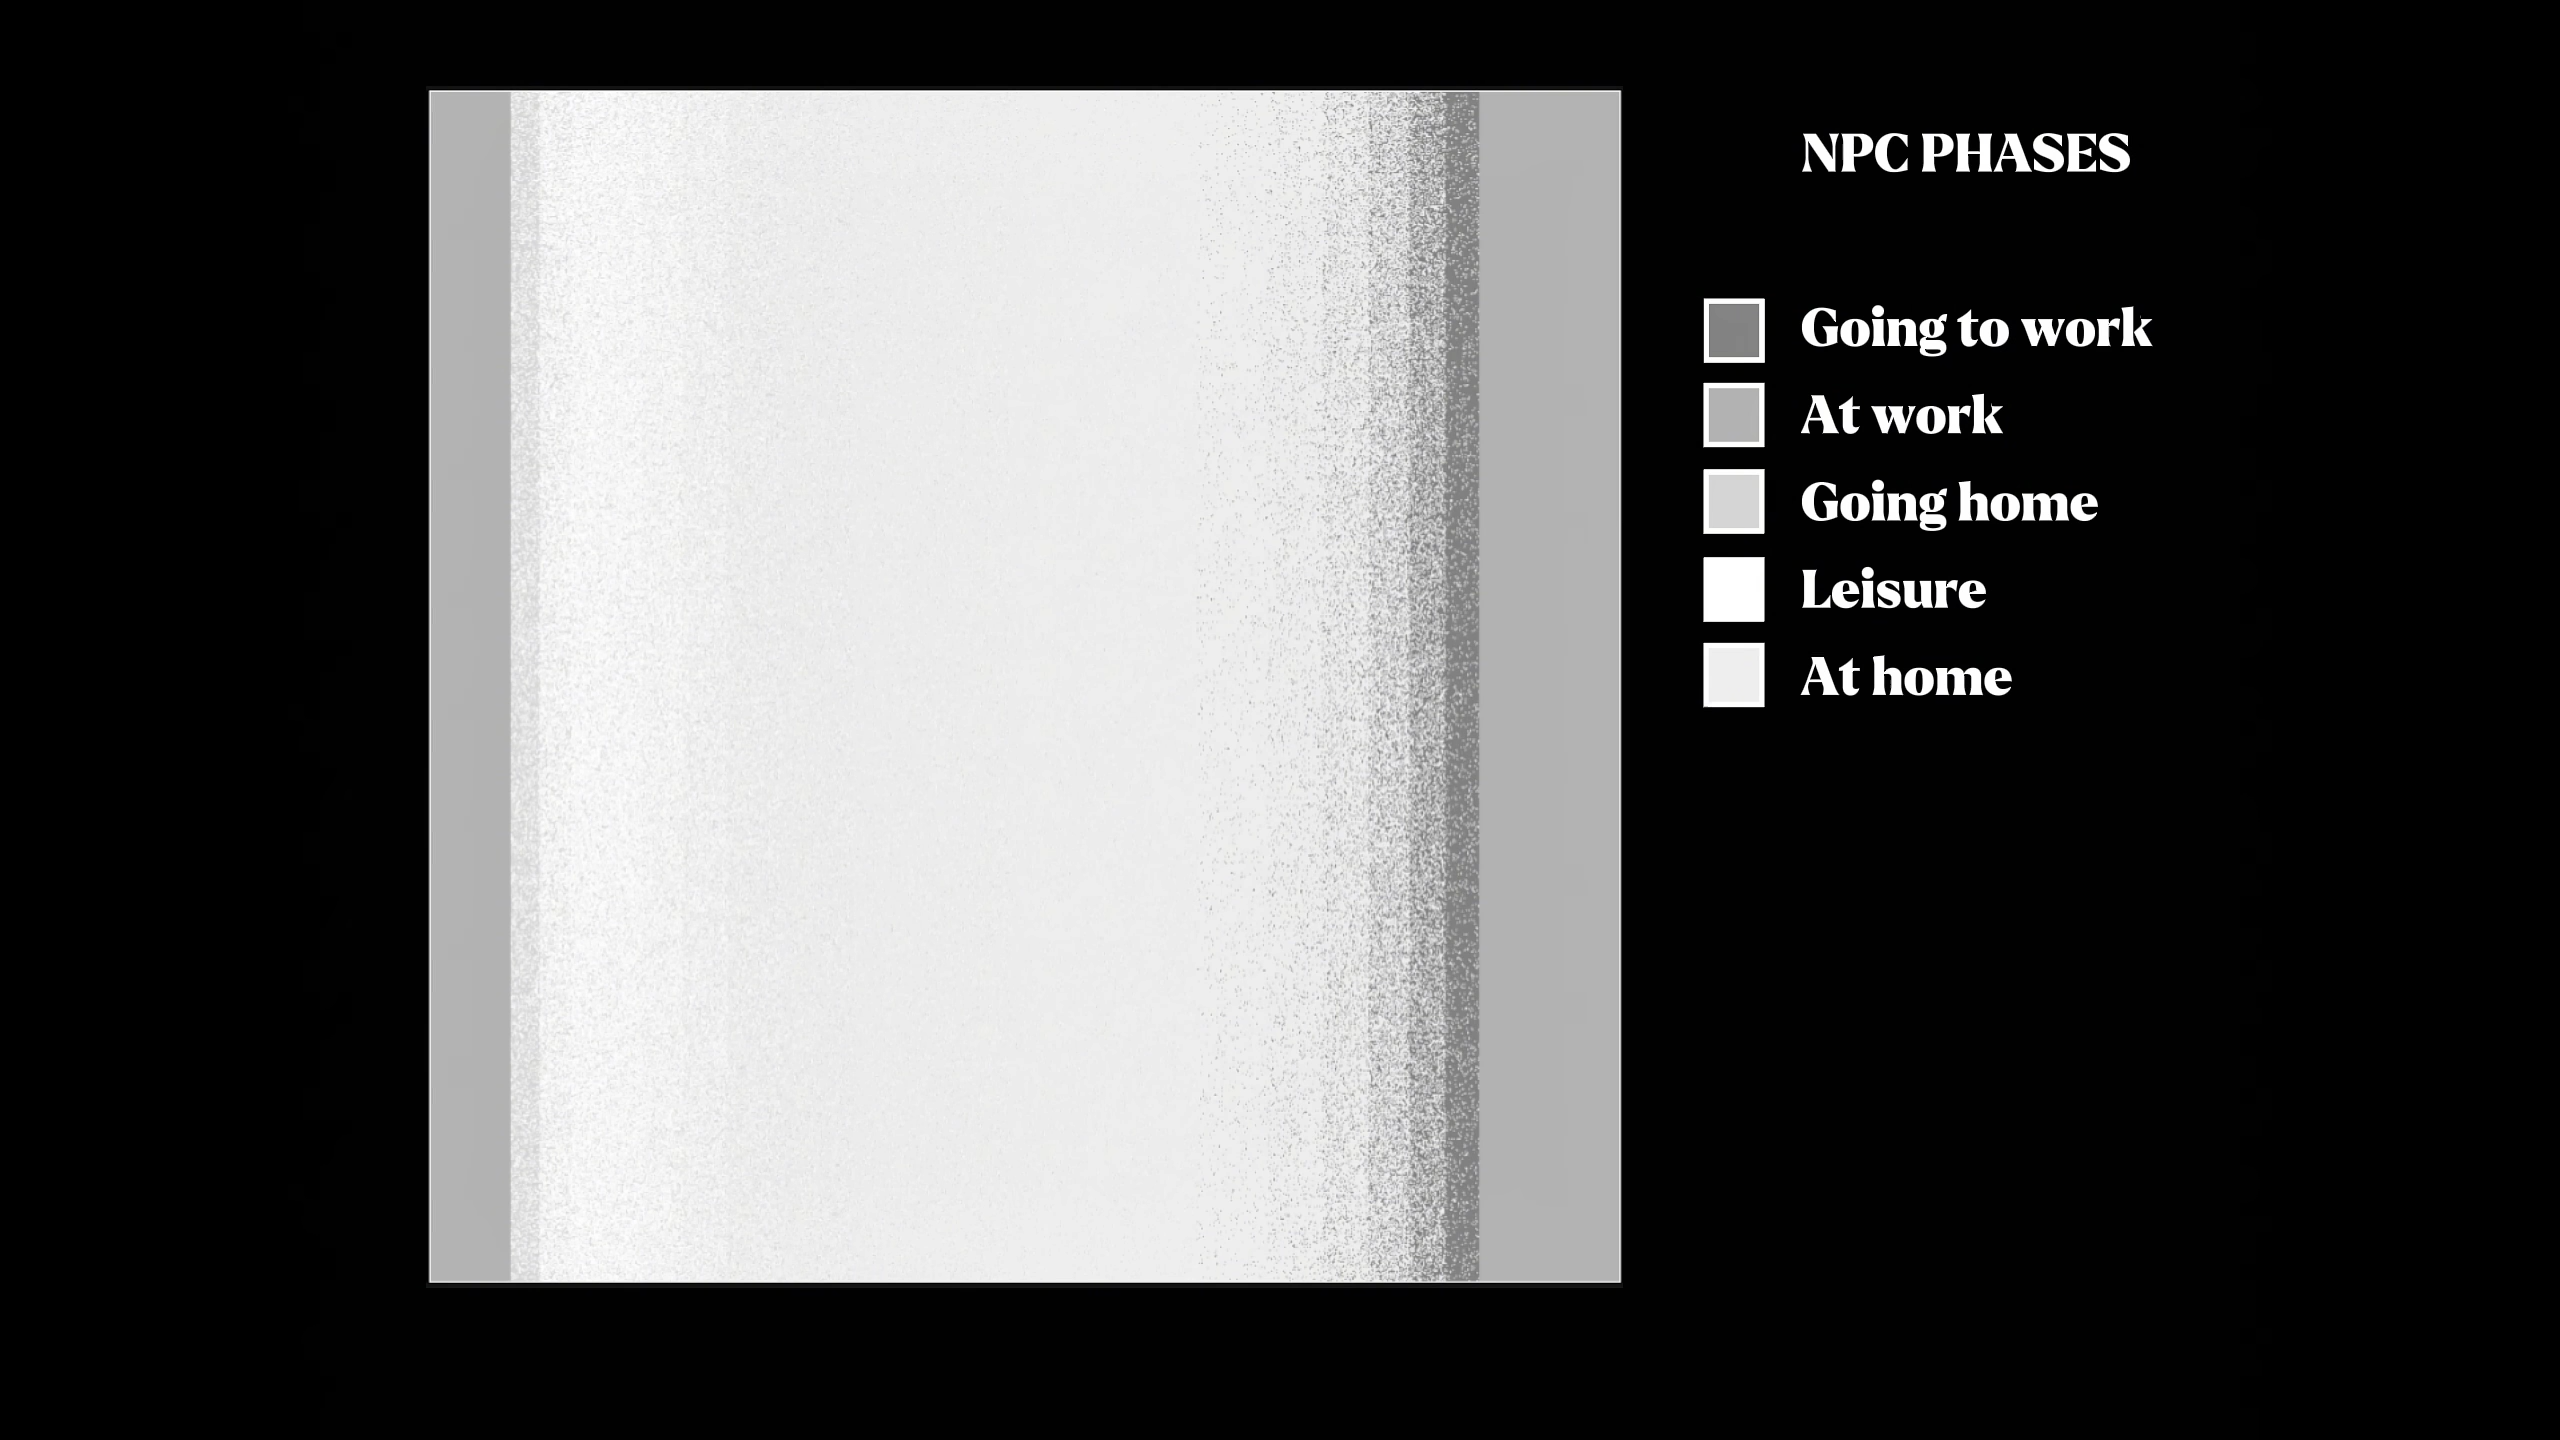 NPC PHASES
Going to work
At work
Going home
Leisure
At home